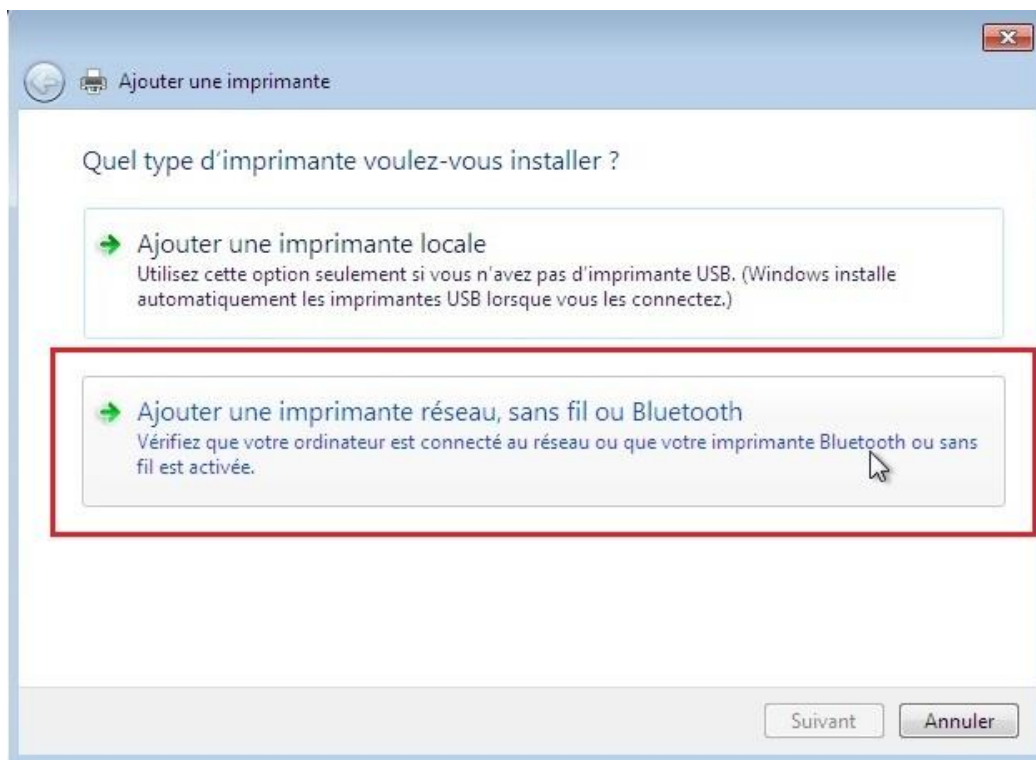 Ajouter une imprimante
Quel type d'imprimante voulez-vous installer ?
Ajouter une imprimante locale
Utilisez cette option seulement si vous n'avez pas d'imprimante USB. (Windows installe
automatiquement les imprimantes USB lorsque vous les connectez.)
Ajouter une imprimante réseau, sans fil ou Bluetooth
Vérifiez que votre ordinateur est connecté au réseau ou que votre imprimante Bluetooth ou sans
fil est activée.
Suivant
Annuler